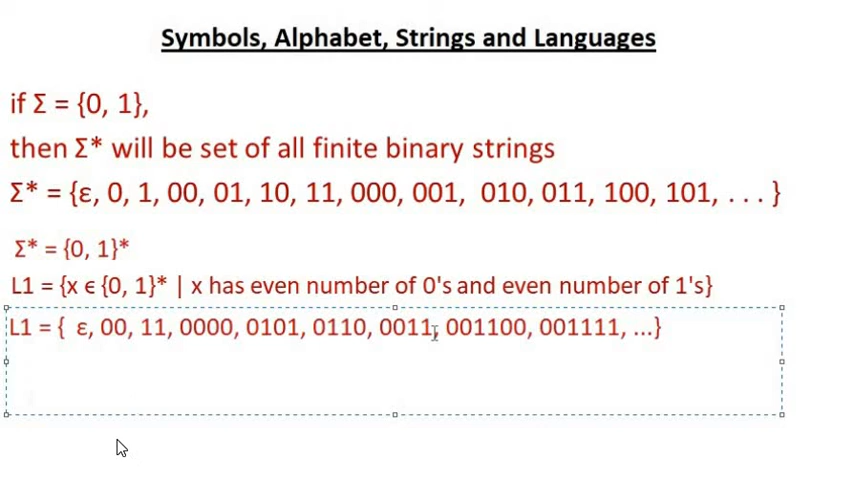 Symbols, Alphabet, Strings and Languages
if Σ = {0, 1},
then Σ* will be set of all finite binary strings
Σ* = {ε, 0, 1, 00, 01, 10, 11, 000, 001, 010, 011, 100, 101, . . . }
Σ* = {0, 1}*
L1 = {x ϵ {0, 1}* | x has even number of 0's and even number of 1's}
L1 = { ε, 00, 11, 0000, 0101, 0110, 0011, 001100, 001111, ...}